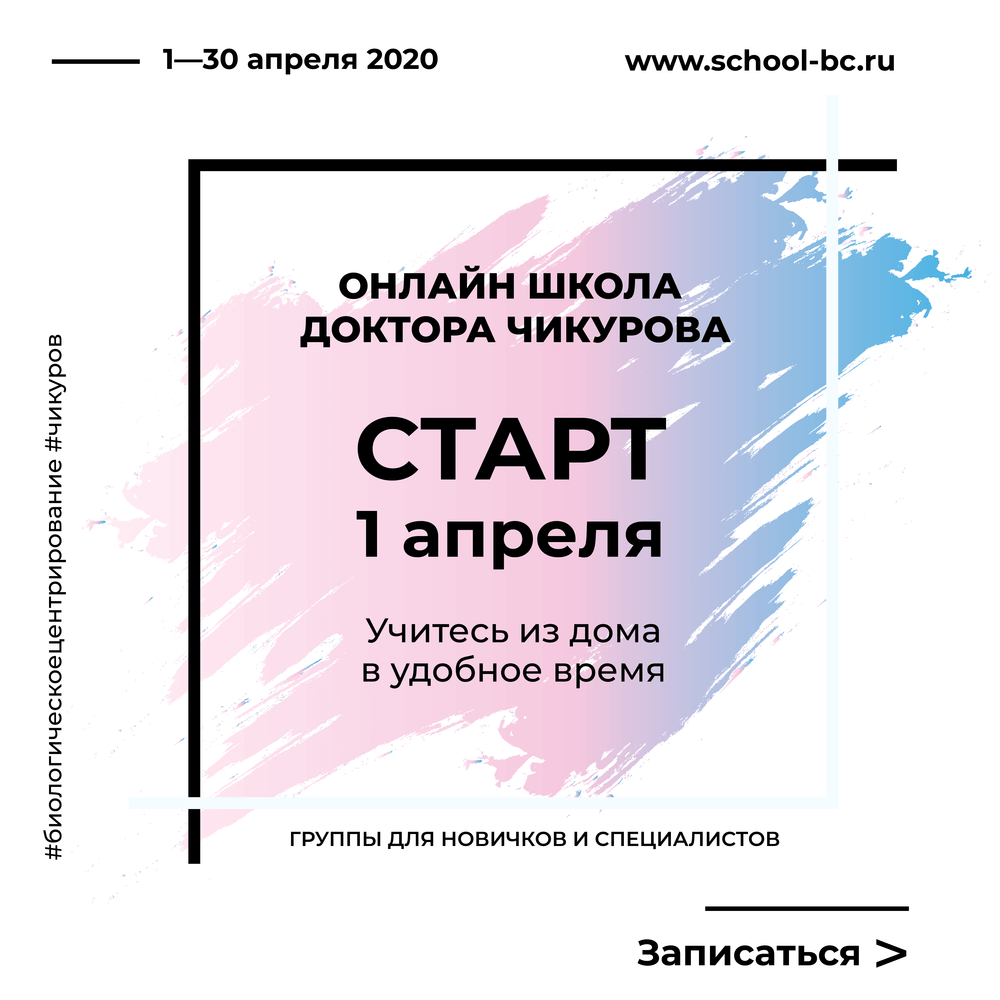 1—30 апреля 2020
www.school-bc.ru
ОНЛАЙН ШКОЛА
ДОКТОРА ЧИКУРОВА
СТАРТ
1 апреля
Учитесь из дома
в удобное время
#биологическоецентрирование #чикуров
ГРУППЫ ДЛЯ НОВИЧКОВ И СПЕЦИАЛИСТОВ
Записаться >